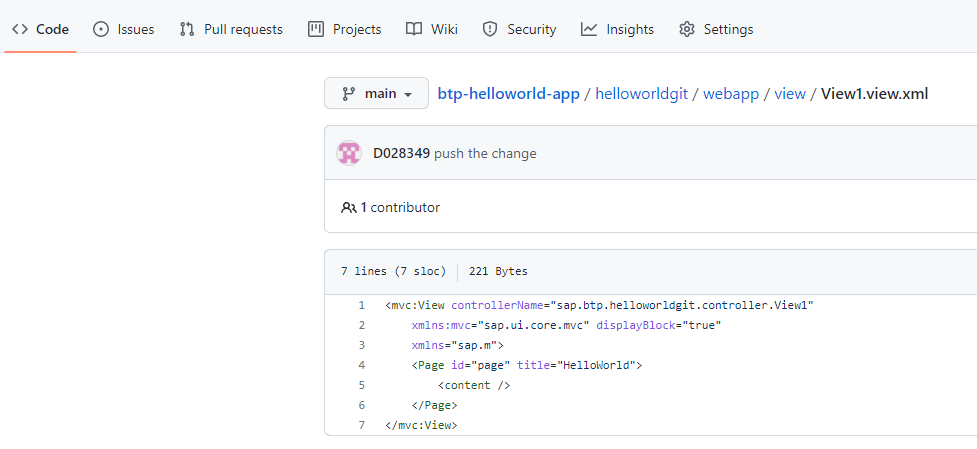 Code Issues Pull requests Projects Wiki Security Insights Settings
main btp-helloworld-app / helloworldgit / webapp / view / View1.view.xml
D028349 push the change
1 contributor
7 lines (7 sloc) 221 Bytes
1 <mvc:View controllerName="sap.btp.helloworldgit.controller.View1"
2 xmlns:mvc="sap.ui.core.mvc" displayBlock="true"
3 xmlns="sap.m">
4 <Page id="page" title="HelloWorld">
5 <content />
6 </Page>
7 </mvc:View>